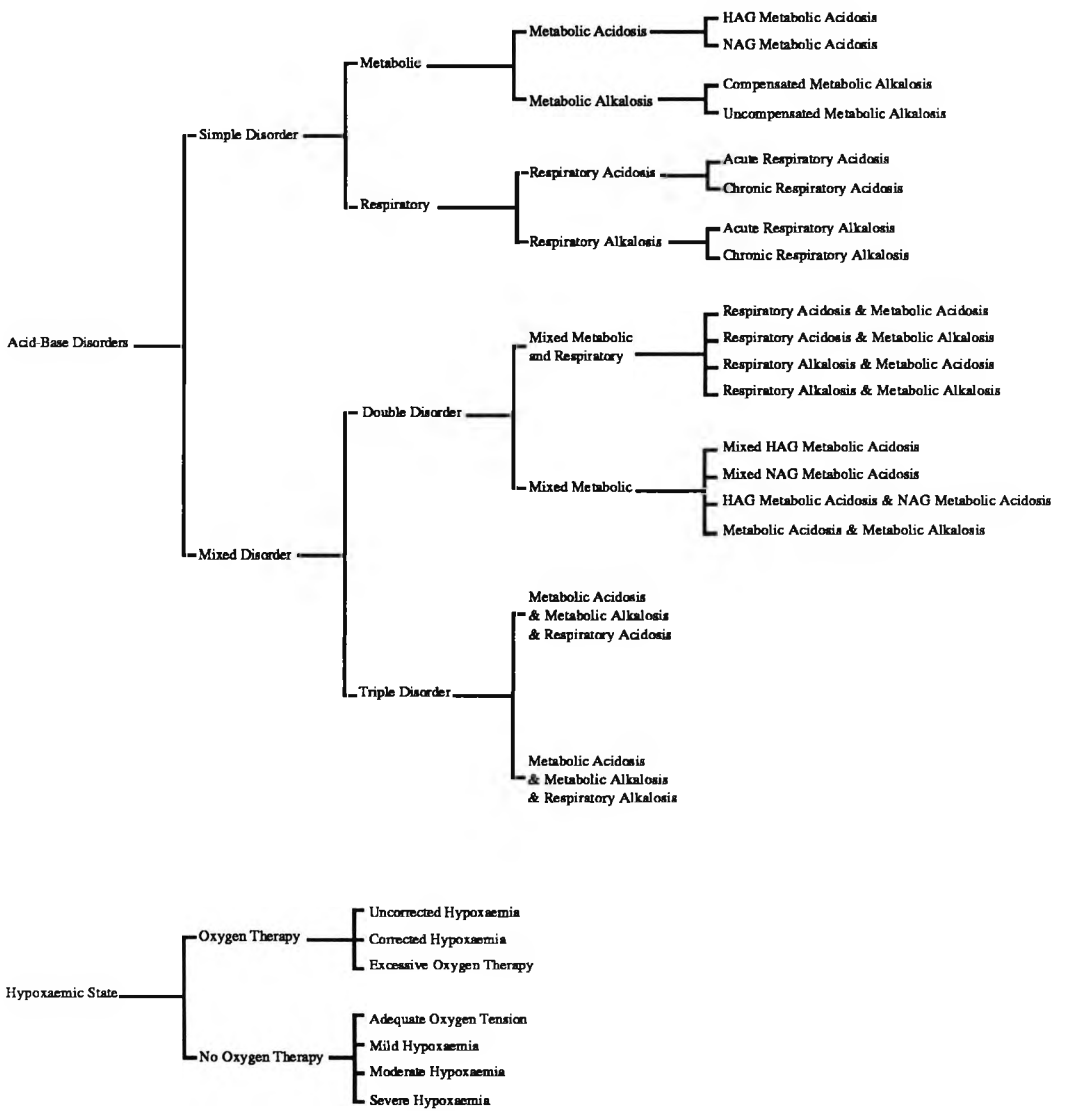 HAG Metabolic Acidosis
Metabolic Acidosis
NAG Metabolic Acidosis
Metabolic
Compensated Metabolic Alkalosis
Metabolic Alkalosis
Uncompensated Metabolic Alkalosis
Simple Disorder
Acute Respiratory Acidosis
Respiratory Acidosis
Chronic Respiratory Acidosis
Respiratory
Acute Respiratory Alkalosis
Respiratory Alkalosis
Chronic Respiratory Alkalosis
Acid-Base Disorders
Respiratory Acidosis & Metabolic Acidosis
Mixed Metabolic
and Respiratory
Respiratory Acidosis & Metabolic Alkalosis
Respiratory Alkalosis & Metabolic Acidosis
Respiratory Alkalosis & Metabolic Alkalosis
Double Disorder
Mixed HAG Metabolic Acidosis
Mixed NAG Metabolic Acidosis
Mixed Metabolic
HAG Metabolic Acidosis & NAG Metabolic Acidosis
Metabolic Acidosis & Metabolic Alkalosis
Mixed Disorder
Metabolic Acidosis
& Metabolic Alkalosis
& Respiratory Acidosis
Triple Disorder
Metabolic Acidosis
& Metabolic Alkalosis
& Respiratory Alkalosis
Uncorrected Hypoxaemia
Oxygen Therapy
Corrected Hypoxaemia
Excessive Oxygen Therapy
Hypoxaemic State
Adequate Oxygen Tension
Mild Hypoxaemia
No Oxygen Therapy
Moderate Hypoxaemia
Severe Hypoxaemia